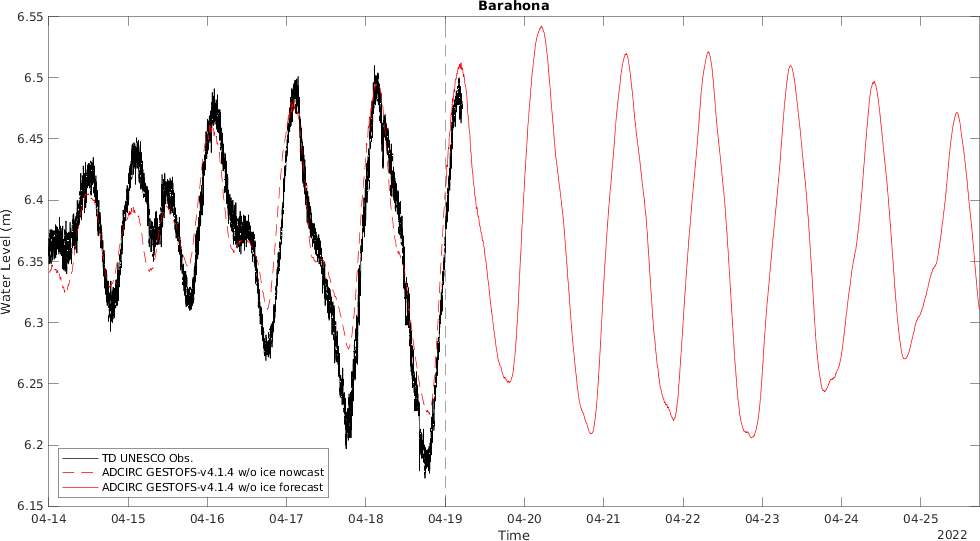 Barahona
6.55
6.5
6.45
6.4
6.35
6.3
6.25
6.2
6.15
Water Level (m)
TD UNESCO Obs.
ADCIRC GESTOFS-v4.1.4 w/o ice nowcast
ADCIRC GESTOFS-v4.1.4 w/o ice forecast
04-14 04-15 04-16 04-17 04-18 04-19 04-20 04-21 04-22 04-23 04-24 04-25
Time
2022